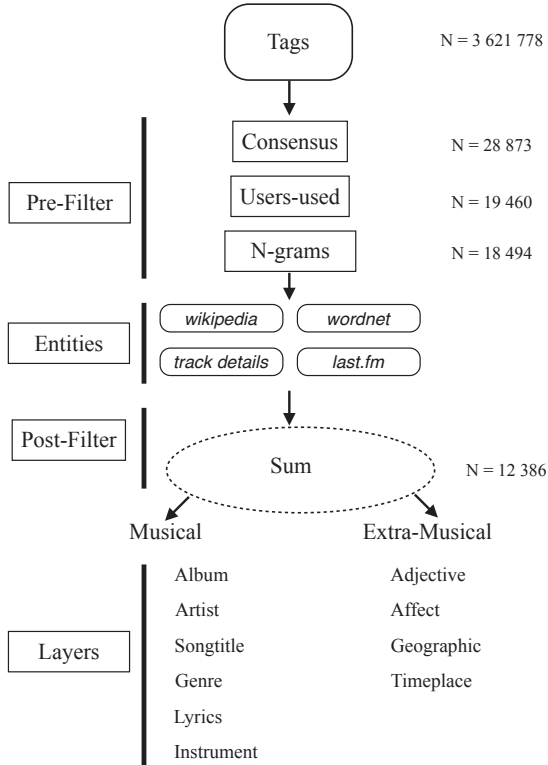 Tags
N = 3 621 778
Consensus
N = 28 873
Pre-Filter
Users-used
N = 19 460
N-grams
N = 18 494
Entities
wikipedia
wordnet
track details
last.fm
Post-Filter
Sum
N = 12 386
Musical
Extra-Musical
Layers
Album
Artist
Songtitle
Genre
Lyrics
Instrument
Adjective
Affect
Geographic
Timeplace